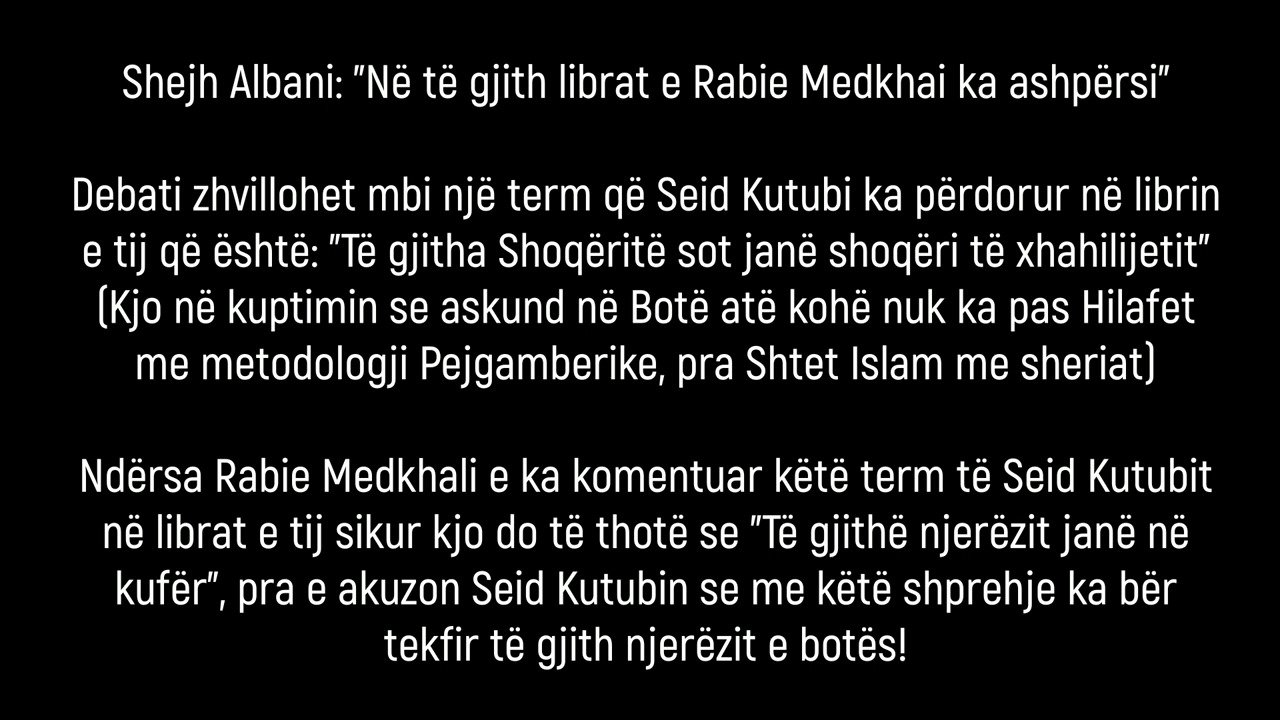 Shejh Albani: "Në të gjith librat e Rabie Medkhai ka ashpërsi"
Debati zhvillohet mbi një term që Seid Kutubi ka përdorur në librin
e tij që është: "Të gjitha Shoqëritë sot janë shoqëri të xhahilijetit"
(Kjo në kuptimin se askund në Botë atë kohë nuk ka pas Hilafet
me metodologji Pejgamberike, pra Shtet Islam me sheriat)
Ndërsa Rabie Medkhali e ka komentuar këtë term të Seid Kutubit
në librat e tij sikur kjo do të thotë se "Të gjithë njerëzit janë në
kufër", pra e akuzon Seid Kutubin se me këtë shprehje ka bër
tekfir të gjith njerëzit e botës!